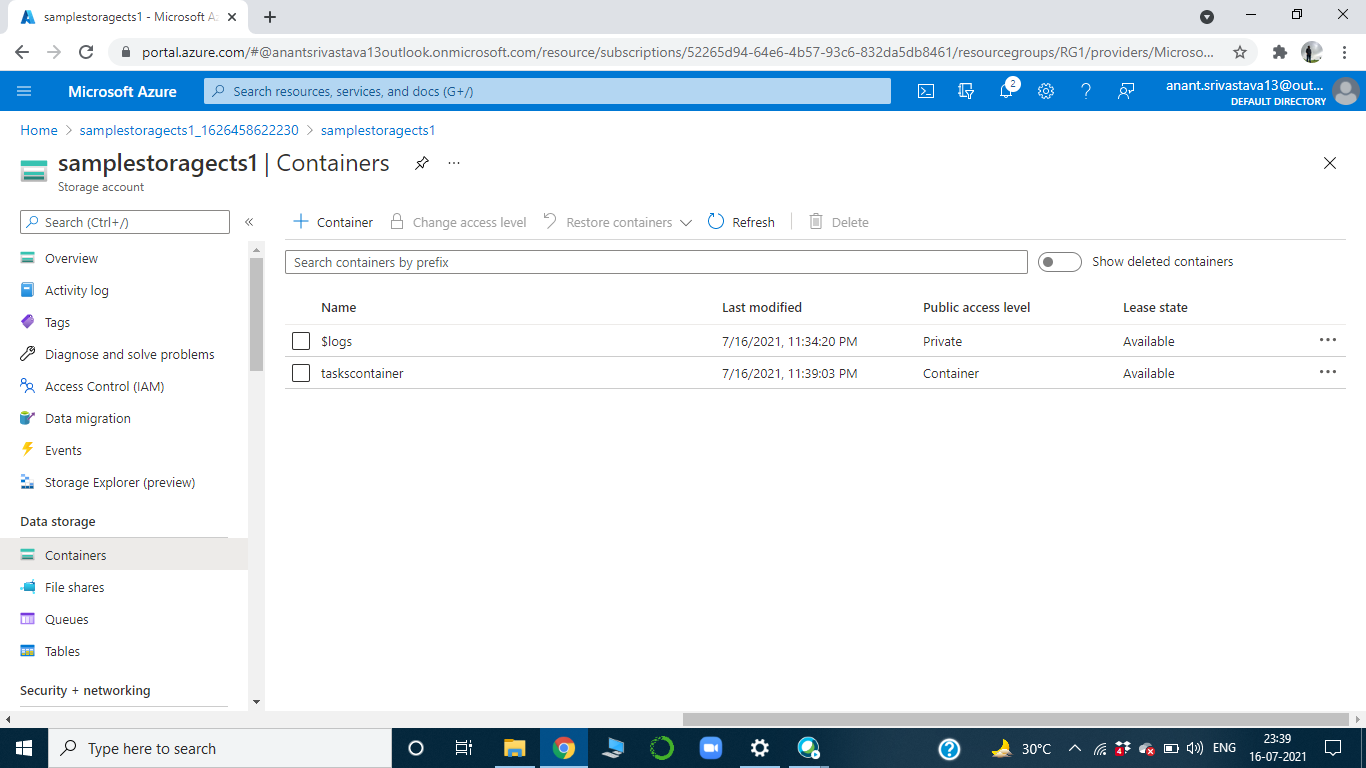 samplestoragects1 - Microsoft Az
portal.azure.com/#@anantsrivastava13outlook.onmicrosoft.com/resource/subscriptions/52265d94-64e6-4b57-93c6-832da5db8461/resourcegroups/RG1/providers/Microso...
Microsoft Azure
Search resources, services, and docs (G+/)
2
anant.srivastava13@out...
DEFAULT DIRECTORY
Home > samplestoragects1_1626458622230 > samplestoragects1
samplestoragects1 | Containers
Storage account
Search (Ctrl+/)
Container
Change access level
Restore containers
Refresh
Delete
Search containers by prefix
Show deleted containers
Name Last modified Public access level Lease state
$logs 7/16/2021, 11:34:20 PM Private Available
taskscontainer 7/16/2021, 11:39:03 PM Container Available
Overview
Activity log
Tags
Diagnose and solve problems
Access Control (IAM)
Data migration
Events
Storage Explorer (preview)
Data storage
Containers
File shares
Queues
Tables
Security + networking
Type here to search
30°C
4
ENG
23:39
16-07-2021